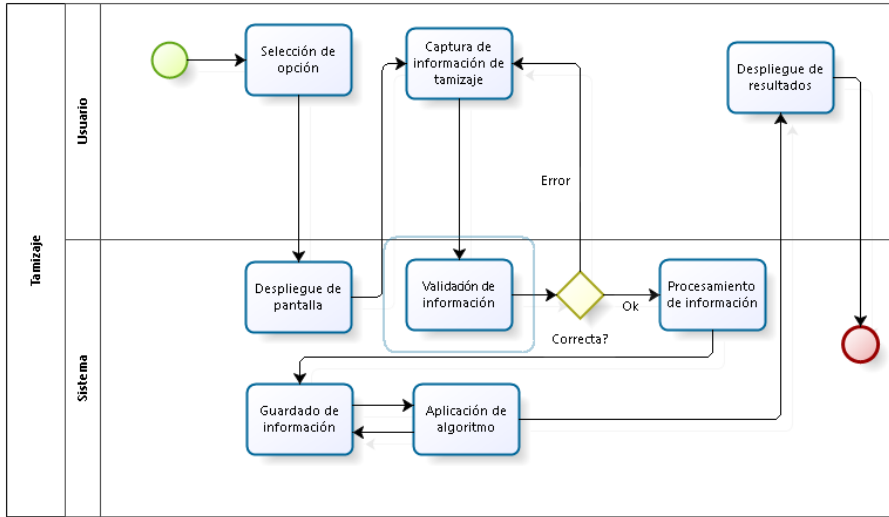 Tamizaje
Usuario
Selección de
opción
Captura de
información de
tamizaje
Despliegue de
resultados
Error
Sistema
Despliegue de
pantalla
Validación de
información
Correcta?
Ok
Procesamiento
de información
Guardado de
información
Aplicación de
algoritmo